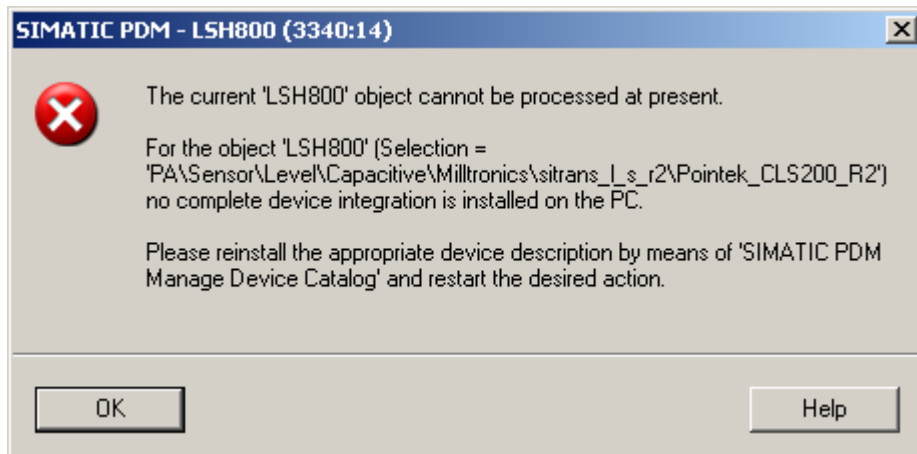 SIMATIC PDM - LSH800 (3340:14)
The current 'LSH800' object cannot be processed at present.
For the object 'LSH800' (Selection =
'PA\Sensor\Level\Capacitive\Milltronics\sitrans_l_s_r2\Pointek_CLS200_R2')
no complete device integration is installed on the PC.
Please reinstall the appropriate device description by means of 'SIMATIC PDM
Manage Device Catalog' and restart the desired action.
OK
Help